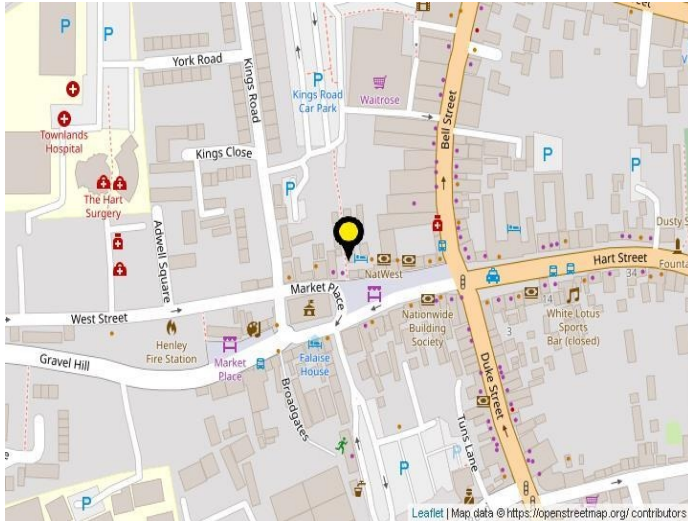 P
P
York Road
Kings Road
P
Kings Road
Car Park
Waitrose
Bell Street
Townlands
Hospital
Kings Close
P
P
P
The Hart
Surgery
Adwell Square
Dusty S
NatWest
Hart Street
Founta
Market Place
34
West Street
14
Henley
Fire Station
Nationwide
Building
Society
3
White Lotus
Sports
Bar (closed)
Gravel Hill
Market
Place
Falaise
House
Duke Street
Broadgates
Tuns Lane
P
P
P
Leaflet | Map data © https://openstreetmap.org/ contributors